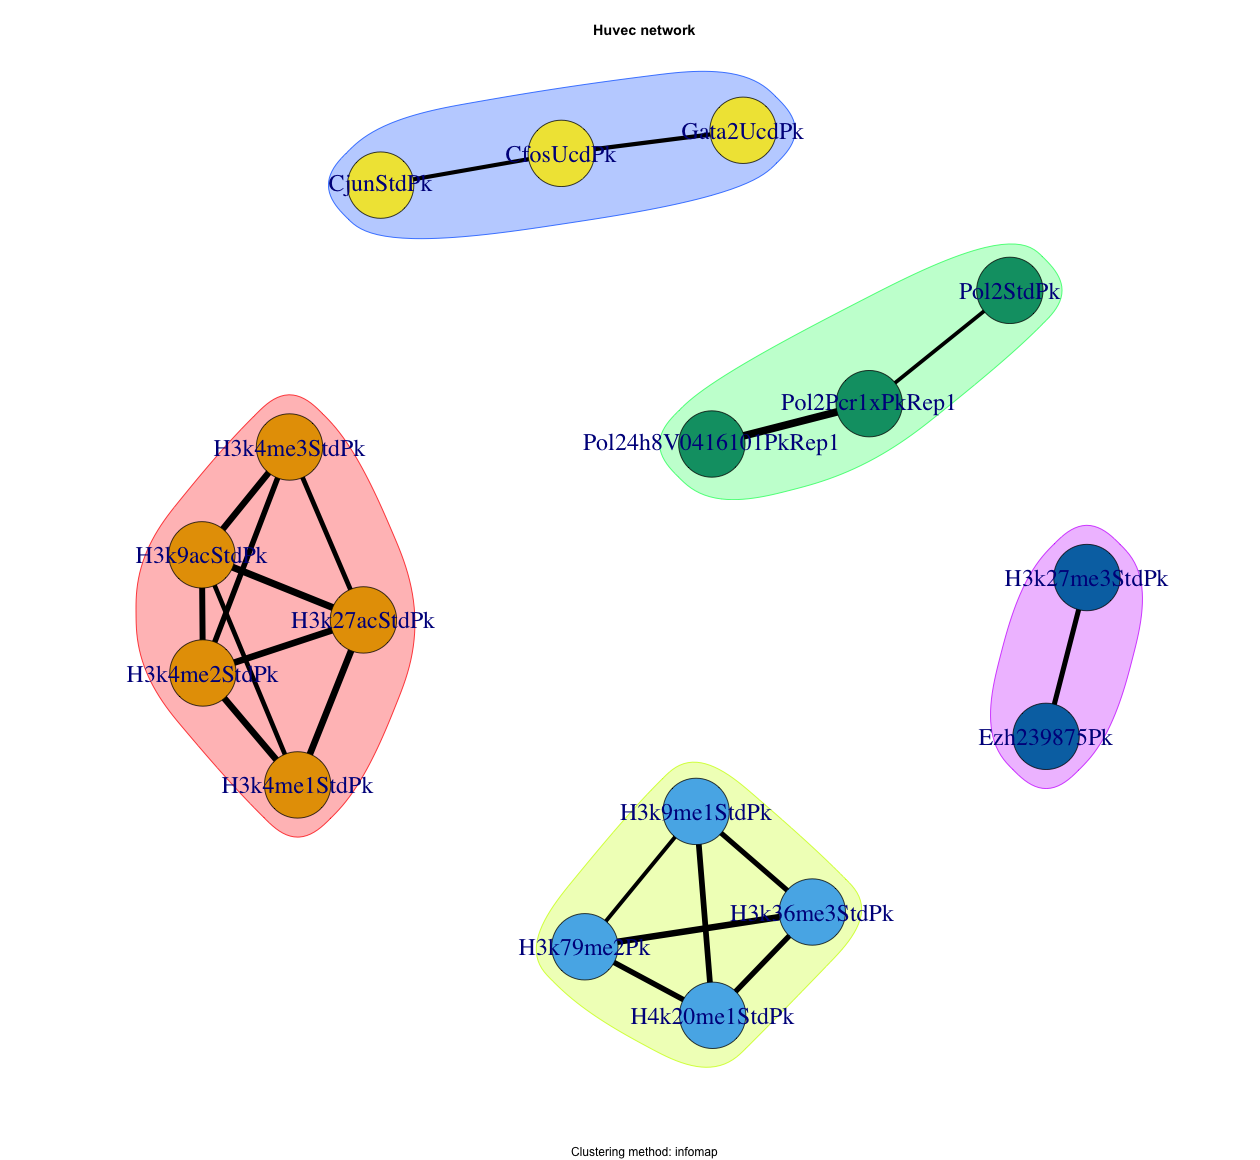 Huvec network
Gata2UcdPk
CfosUcdPk
CjunStdPk
Pol2StdPk
Pol2Pcr1xPkRep1
Pol24h8V0416101PkRep1
H3k4me3StdPk
H3k9acStdPk
H3k27acStdPk
H3k4me2StdPk
H3k4me1StdPk
H3k27me3StdPk
Ezh239875Pk
H3k9me1StdPk
H3k36me3StdPk
H3k79me2Pk
H4k20me1StdPk
Clustering method: infomap